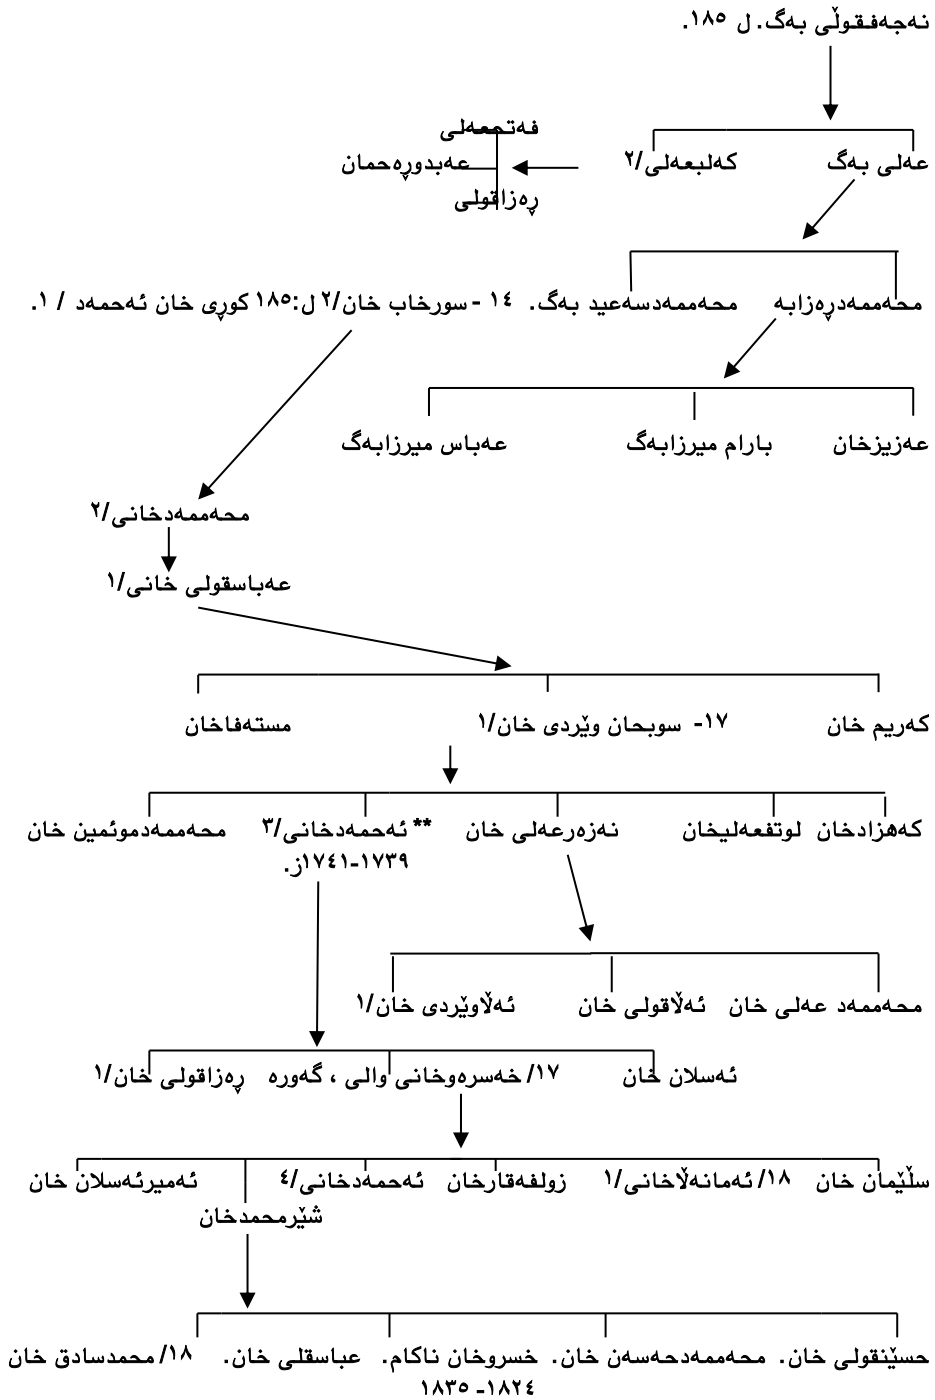 نەجەفقوڵی بەگ. ل ١٨٥.
فەتحعەلی
عەلی بەگ کەلبعەلی/٢ عەبدوڕەحمان
ڕەزاقولی
محەممەدڕەزابە محەممەدسەعید بەگ. ١٤ - سورخاب خان/٢ ل:١٨٥ کوڕی خان ئەحمەد / ١.
عەزیزخان بارام میرزابەگ عەباس میرزابەگ
محەممەدخانی/٢
عەباسقولی خانی/١
کەریم خان ١٧- سوبحان وێردی خان/١ مستەفاخان
کەهزادخان لوتفعەلیخان نەزەرعەلی خان ** ئەحمەدخانی/٣ محەممەدموئمین خان
١٧٣٩-١٧٤١ز.
محەممەد عەلی خان ئەڵاقولی خان ئەڵاوێردی خان/١
ئەسلان خان ١٧/ خەسرەوخانی والی ، گەورە ڕەزاقولی خان/١
سلێمان خان ١٨/ ئەمانەڵاخانی/١ زولفەقارخان ئەحمەدخانی/٤ ئەمیرئەسلان خان
شێرمحمدخان
حسێنقولی خان. محەممەدحەسەن خان. خسروخان ناکام. عباسقلی خان. ١٨/ محمدسادق خان
١٨٢٤- ١٨٣٥